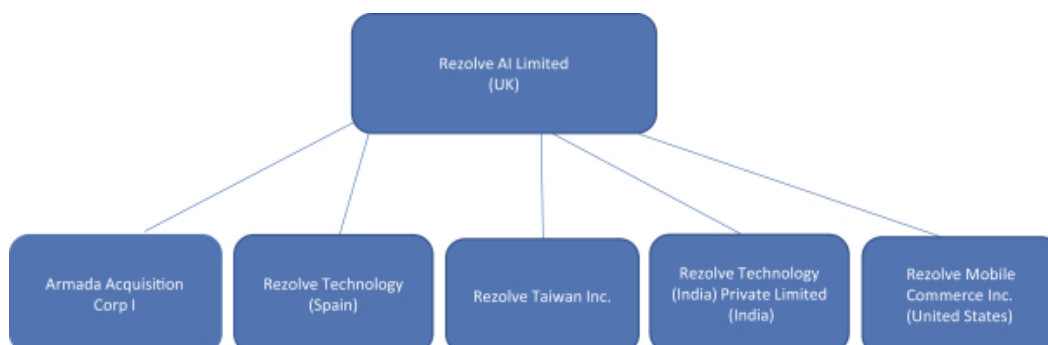 Rezolve AI Limited
(UK)
Armada Acquisition
Corp I
Rezolve Technology
(Spain)
Rezolve Taiwan Inc.
Rezolve Technology
(India) Private Limited
(India)
Rezolve Mobile
Commerce Inc.
(United States)